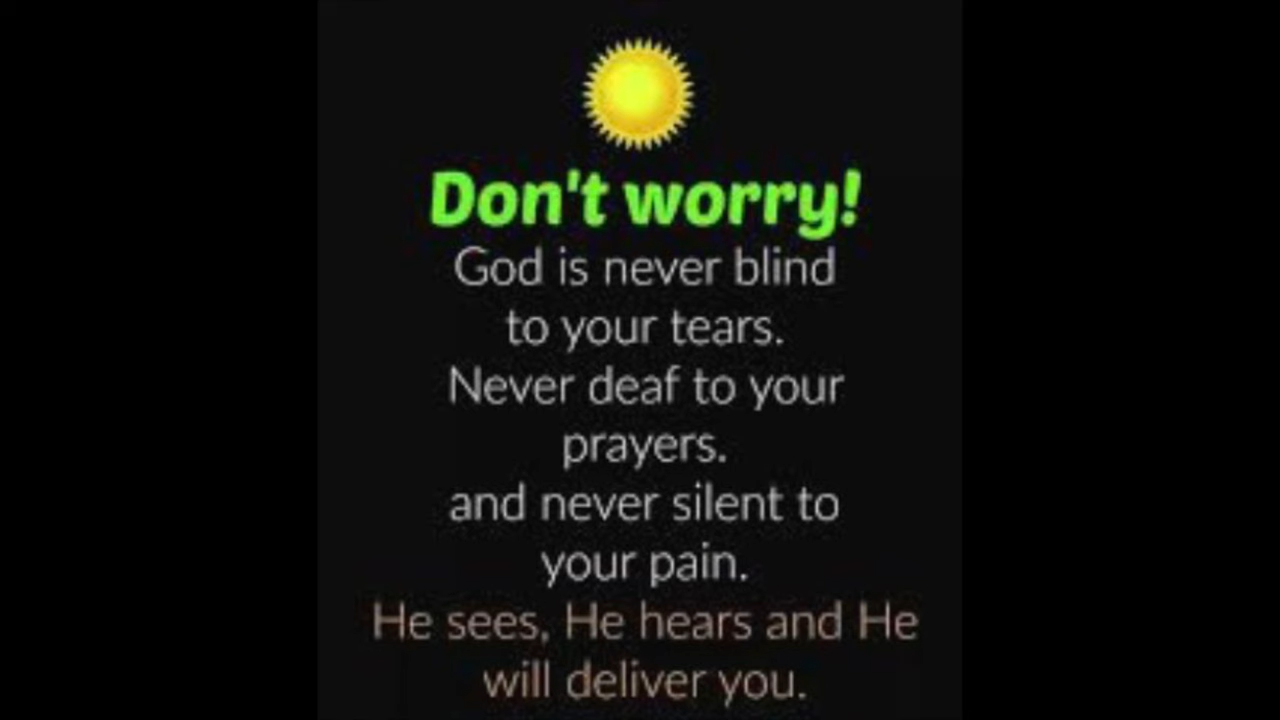 Don't worry!
God is never blind
to your tears.
Never deaf to your
prayers.
and never silent to
your pain.
He sees, He hears and He
will deliver you.